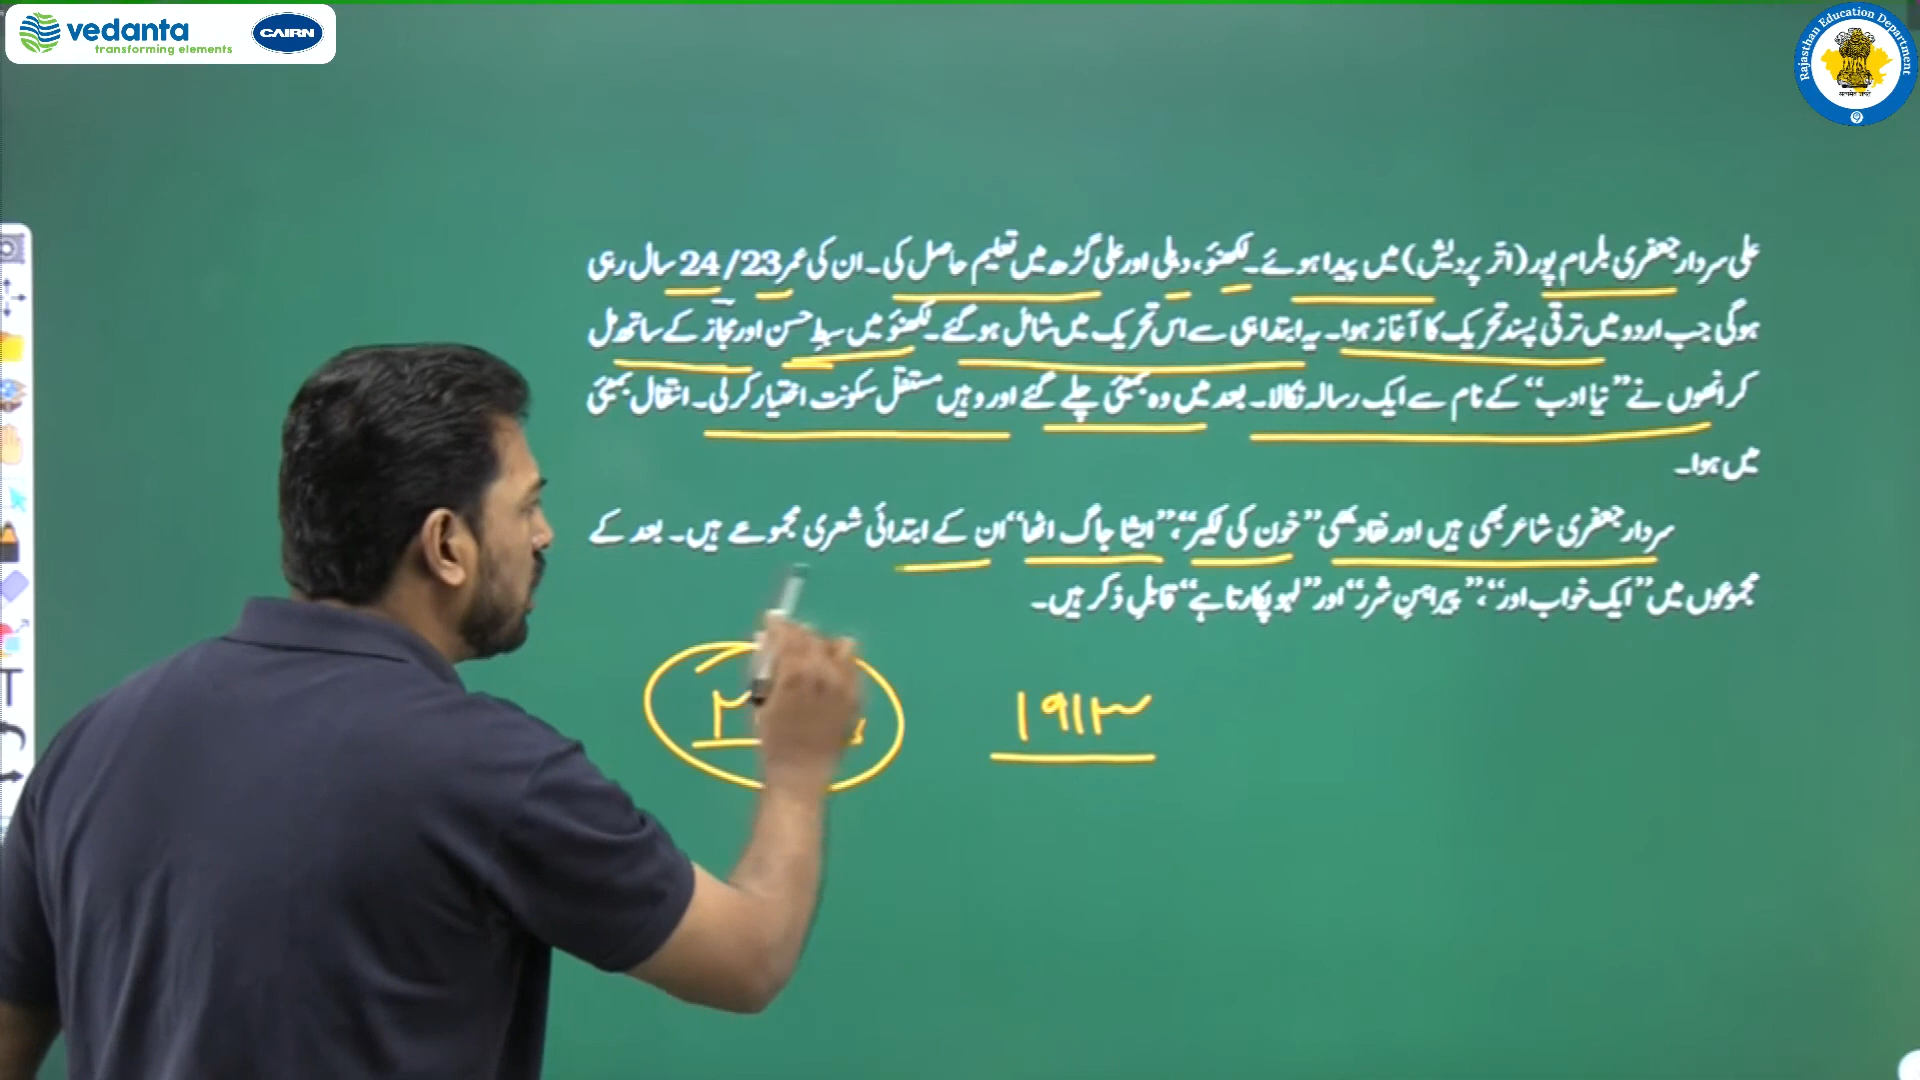 vedanta
transforming elements
CAIRN
Rajasthan Education Department
علی سردار جعفری بلرام پور (اتر پردیش) میں پیدا ہوئے۔ لکھنؤ، دہلی اور علی گڑھ میں تعلیم حاصل کی۔ ان کی عمر 23/24 سال رہی
ہوگی جب اردو میں ترقی پسند تحریک کا آغاز ہوا۔ یہ ابتدا ہی سے اس تحریک میں شامل ہو گئے۔ لکھنؤ میں سبطِ حسن اور مجاز کے ساتھ مل
کر انھوں نے ”نیا ادب“ کے نام سے ایک رسالہ نکالا۔ بعد میں وہ بمبئی چلے گئے اور وہیں مستقل سکونت اختیار کر لی۔ انتقال بمبئی
میں ہوا۔
سردار جعفری شاعر بھی ہیں اور نقاد بھی ”خون کی لکیر“، ”ایشیا جاگ اٹھا“ ان کے ابتدائی شعری مجموعے ہیں۔ بعد کے
مجموعوں میں ”ایک خواب اور“، ”پیراہنِ شرر“ اور ”لہو پکارتا ہے“ قابلِ ذکر ہیں۔
۱۹۱۳